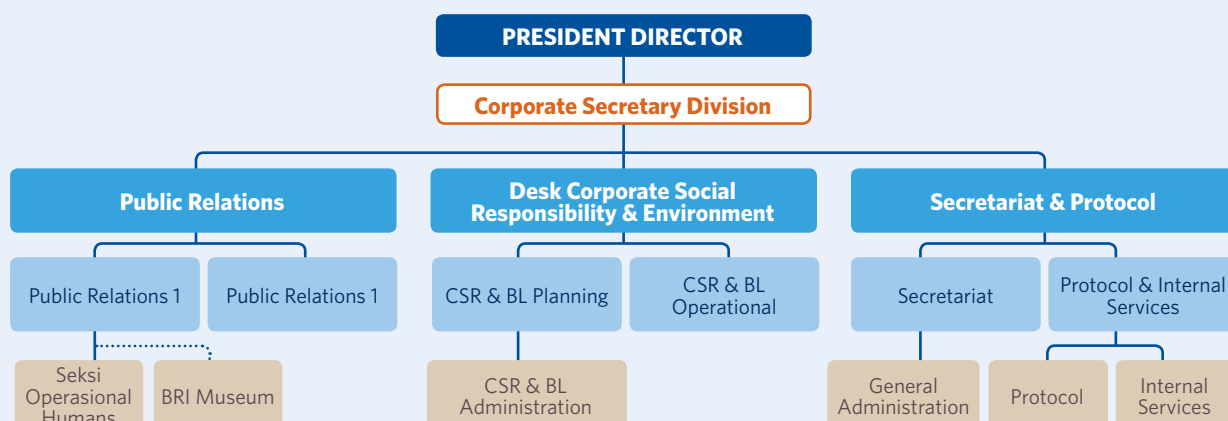 PRESIDENT DIRECTOR
Corporate Secretary Division
Public Relations
Desk Corporate Social
Responsibility & Environment
Secretariat & Protocol
Public Relations 1
Public Relations 1
CSR & BL Planning
CSR & BL
Operational
Secretariat
Protocol & Internal
Services
Seksi
Operasional
Humans
BRI Museum
CSR & BL
Administration
General
Administration
Protocol
Internal
Services